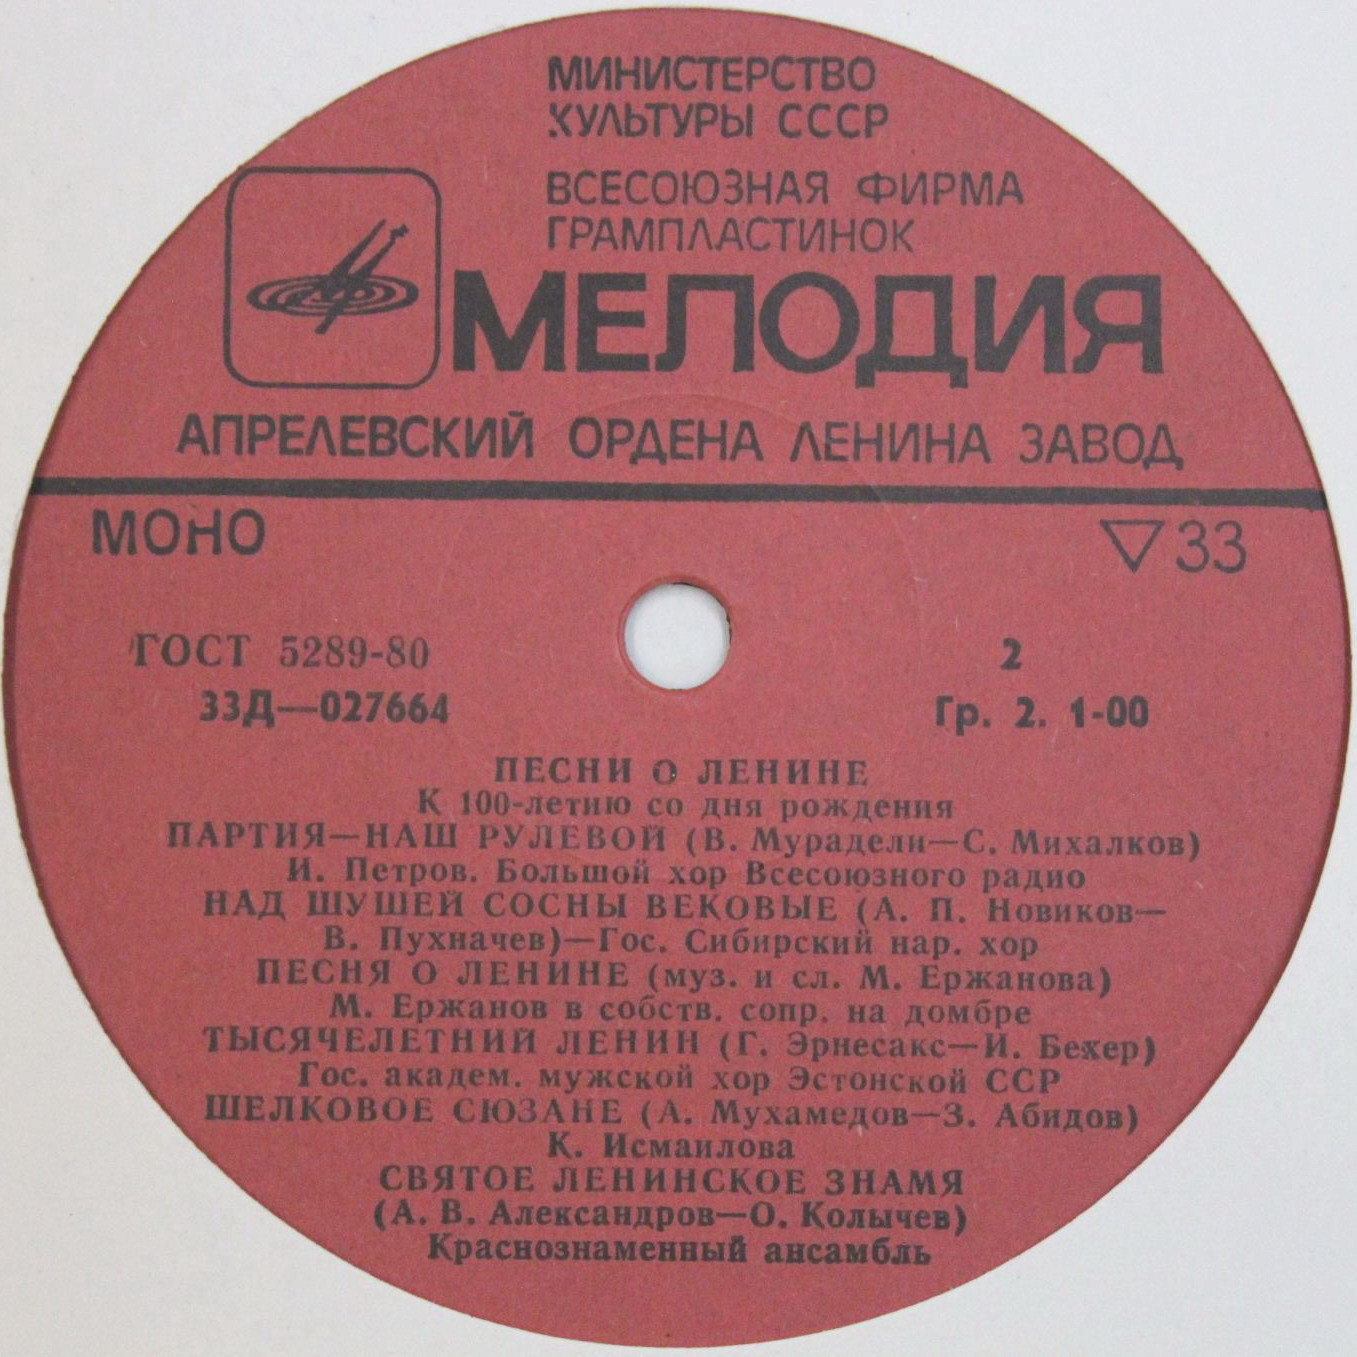 МИНИСТЕРСТВО
КУЛЬТУРЫ СССР
ВСЕСОЮЗНАЯ ФИРМА
ГРАМПЛАСТИНОК
МЕЛОДИЯ
АПРЕЛЕВСКИЙ ОРДЕНА ЛЕНИНА ЗАВОД
МОНО ▽33
ГОСТ 5289-80 2
33Д—027664 Гр. 2. 1-00
ПЕСНИ О ЛЕНИНЕ
К 100-летию со дня рождения
ПАРТИЯ—НАШ РУЛЕВОЙ (В. Мурадели—С. Михалков)
И. Петров. Большой хор Всесоюзного радио
НАД ШУШЕЙ СОСНЫ ВЕКОВЫЕ (А. П. Новиков—
В. Пухначев)—Гос. Сибирский нар. хор
ПЕСНЯ О ЛЕНИНЕ (муз. и сл. М. Ержанова)
М. Ержанов в собств. сопр. на домбре
ТЫСЯЧЕЛЕТНИЙ ЛЕНИН (Г. Эрнесакс—И. Бехер)
Гос. академ. мужской хор Эстонской ССР
ШЕЛКОВОЕ СЮЗАНЕ (А. Мухамедов—З. Абидов)
К. Исмаилова
СВЯТОЕ ЛЕНИНСКОЕ ЗНАМЯ
(А. В. Александров—О. Колычев)
Краснознаменный ансамбль